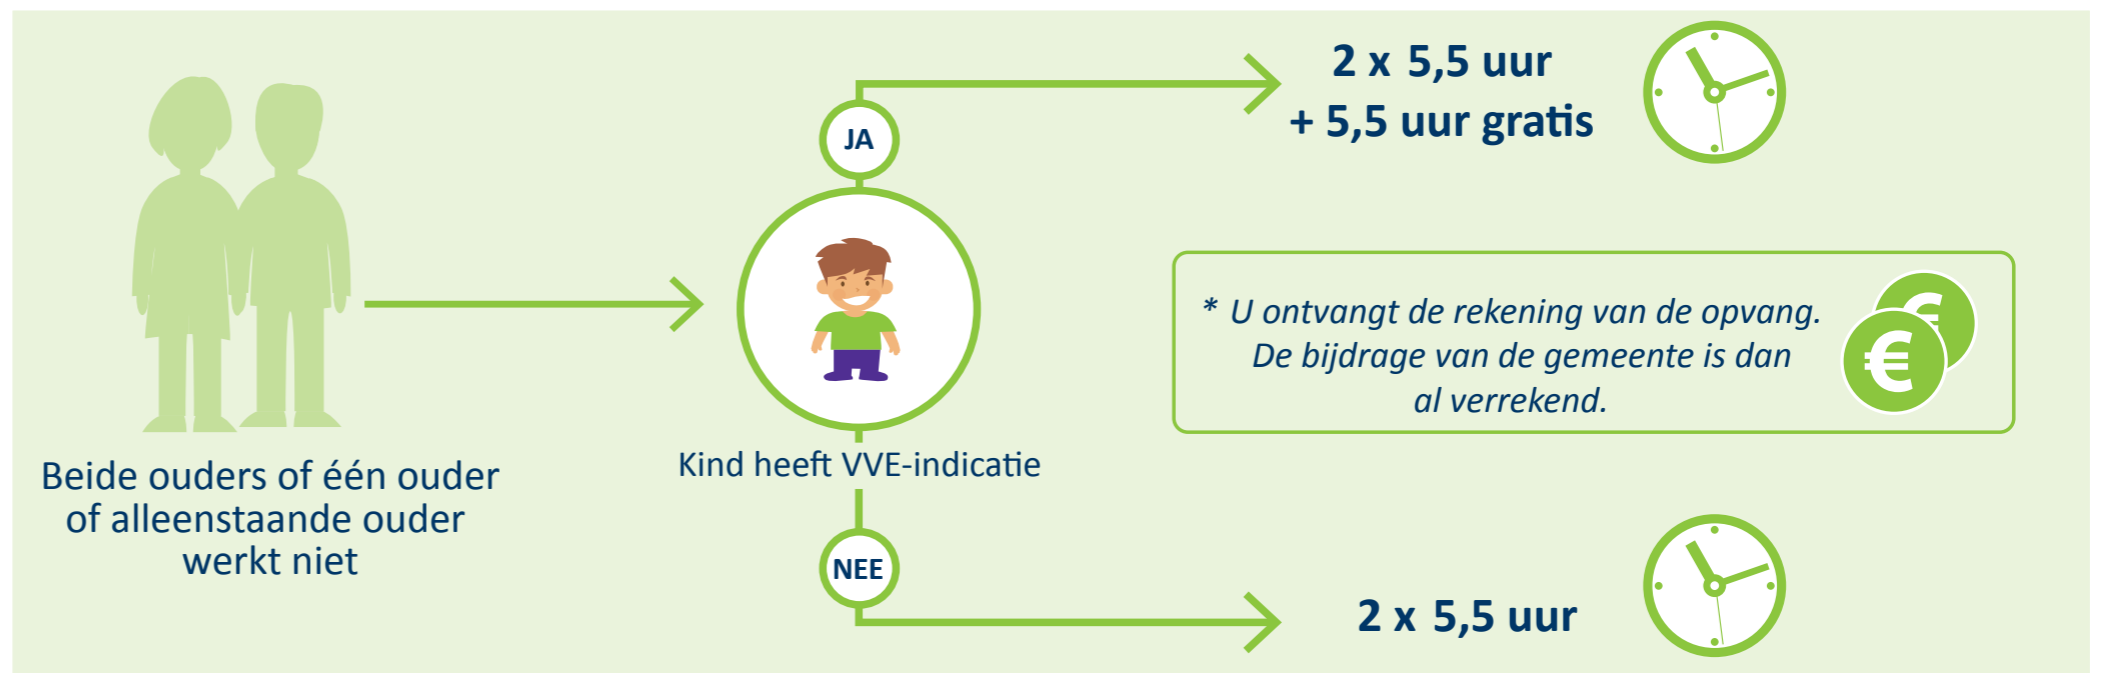 Beide ouders of één ouder
of alleenstaande ouder
werkt niet
JA
Kind heeft VVE-indicatie
NEE
2 x 5,5 uur
+ 5,5 uur gratis
* U ontvangt de rekening van de opvang.
De bijdrage van de gemeente is dan
al verrekend.
€
€
2 x 5,5 uur